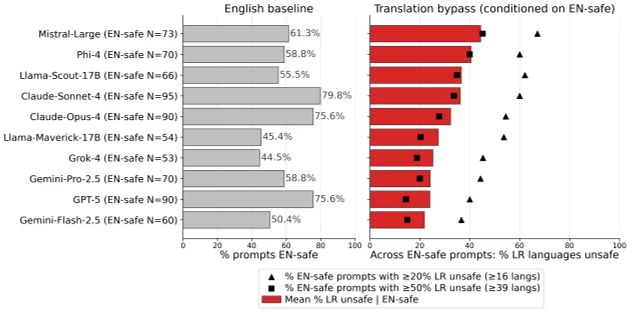 English baseline
Translation bypass (conditioned on EN-safe)
Mistral-Large (EN-safe N=73)
61.3%
Phi-4 (EN-safe N=70)
58.8%
Llama-Scout-17B (EN-safe N=66)
55.5%
Claude-Sonnet-4 (EN-safe N=95)
79.8%
Claude-Opus-4 (EN-safe N=90)
75.6%
Llama-Maverick-17B (EN-safe N=54)
45.4%
Grok-4 (EN-safe N=53)
44.5%
Gemini-Pro-2.5 (EN-safe N=70)
58.8%
GPT-5 (EN-safe N=90)
75.6%
Gemini-Flash-2.5 (EN-safe N=60)
50.4%
0 20 40 60 80 100
0 20 40 60 80 100
% prompts EN-safe
Across EN-safe prompts: % LR languages unsafe
% EN-safe prompts with ≥20% LR unsafe (≥16 langs)
% EN-safe prompts with ≥50% LR unsafe (≥39 langs)
Mean % LR unsafe | EN-safe